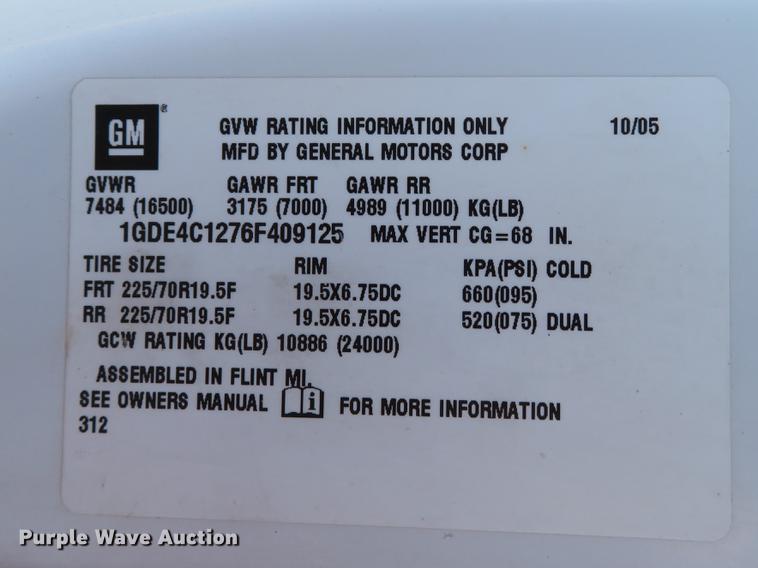 GM ® GVW RATING INFORMATION ONLY 10/05
MFD BY GENERAL MOTORS CORP
GVWR GAWR FRT GAWR RR
7484 (16500) 3175 (7000) 4989 (11000) KG(LB)
1GDE4C1276F409125 MAX VERT CG=68 IN.
TIRE SIZE RIM KPA(PSI) COLD
FRT 225/70R19.5F 19.5X6.75DC 660(095)
RR 225/70R19.5F 19.5X6.75DC 520(075) DUAL
GCW RATING KG(LB) 10886 (24000)
ASSEMBLED IN FLINT MI.
SEE OWNERS MANUAL i FOR MORE INFORMATION
312
Purple Wave Auction